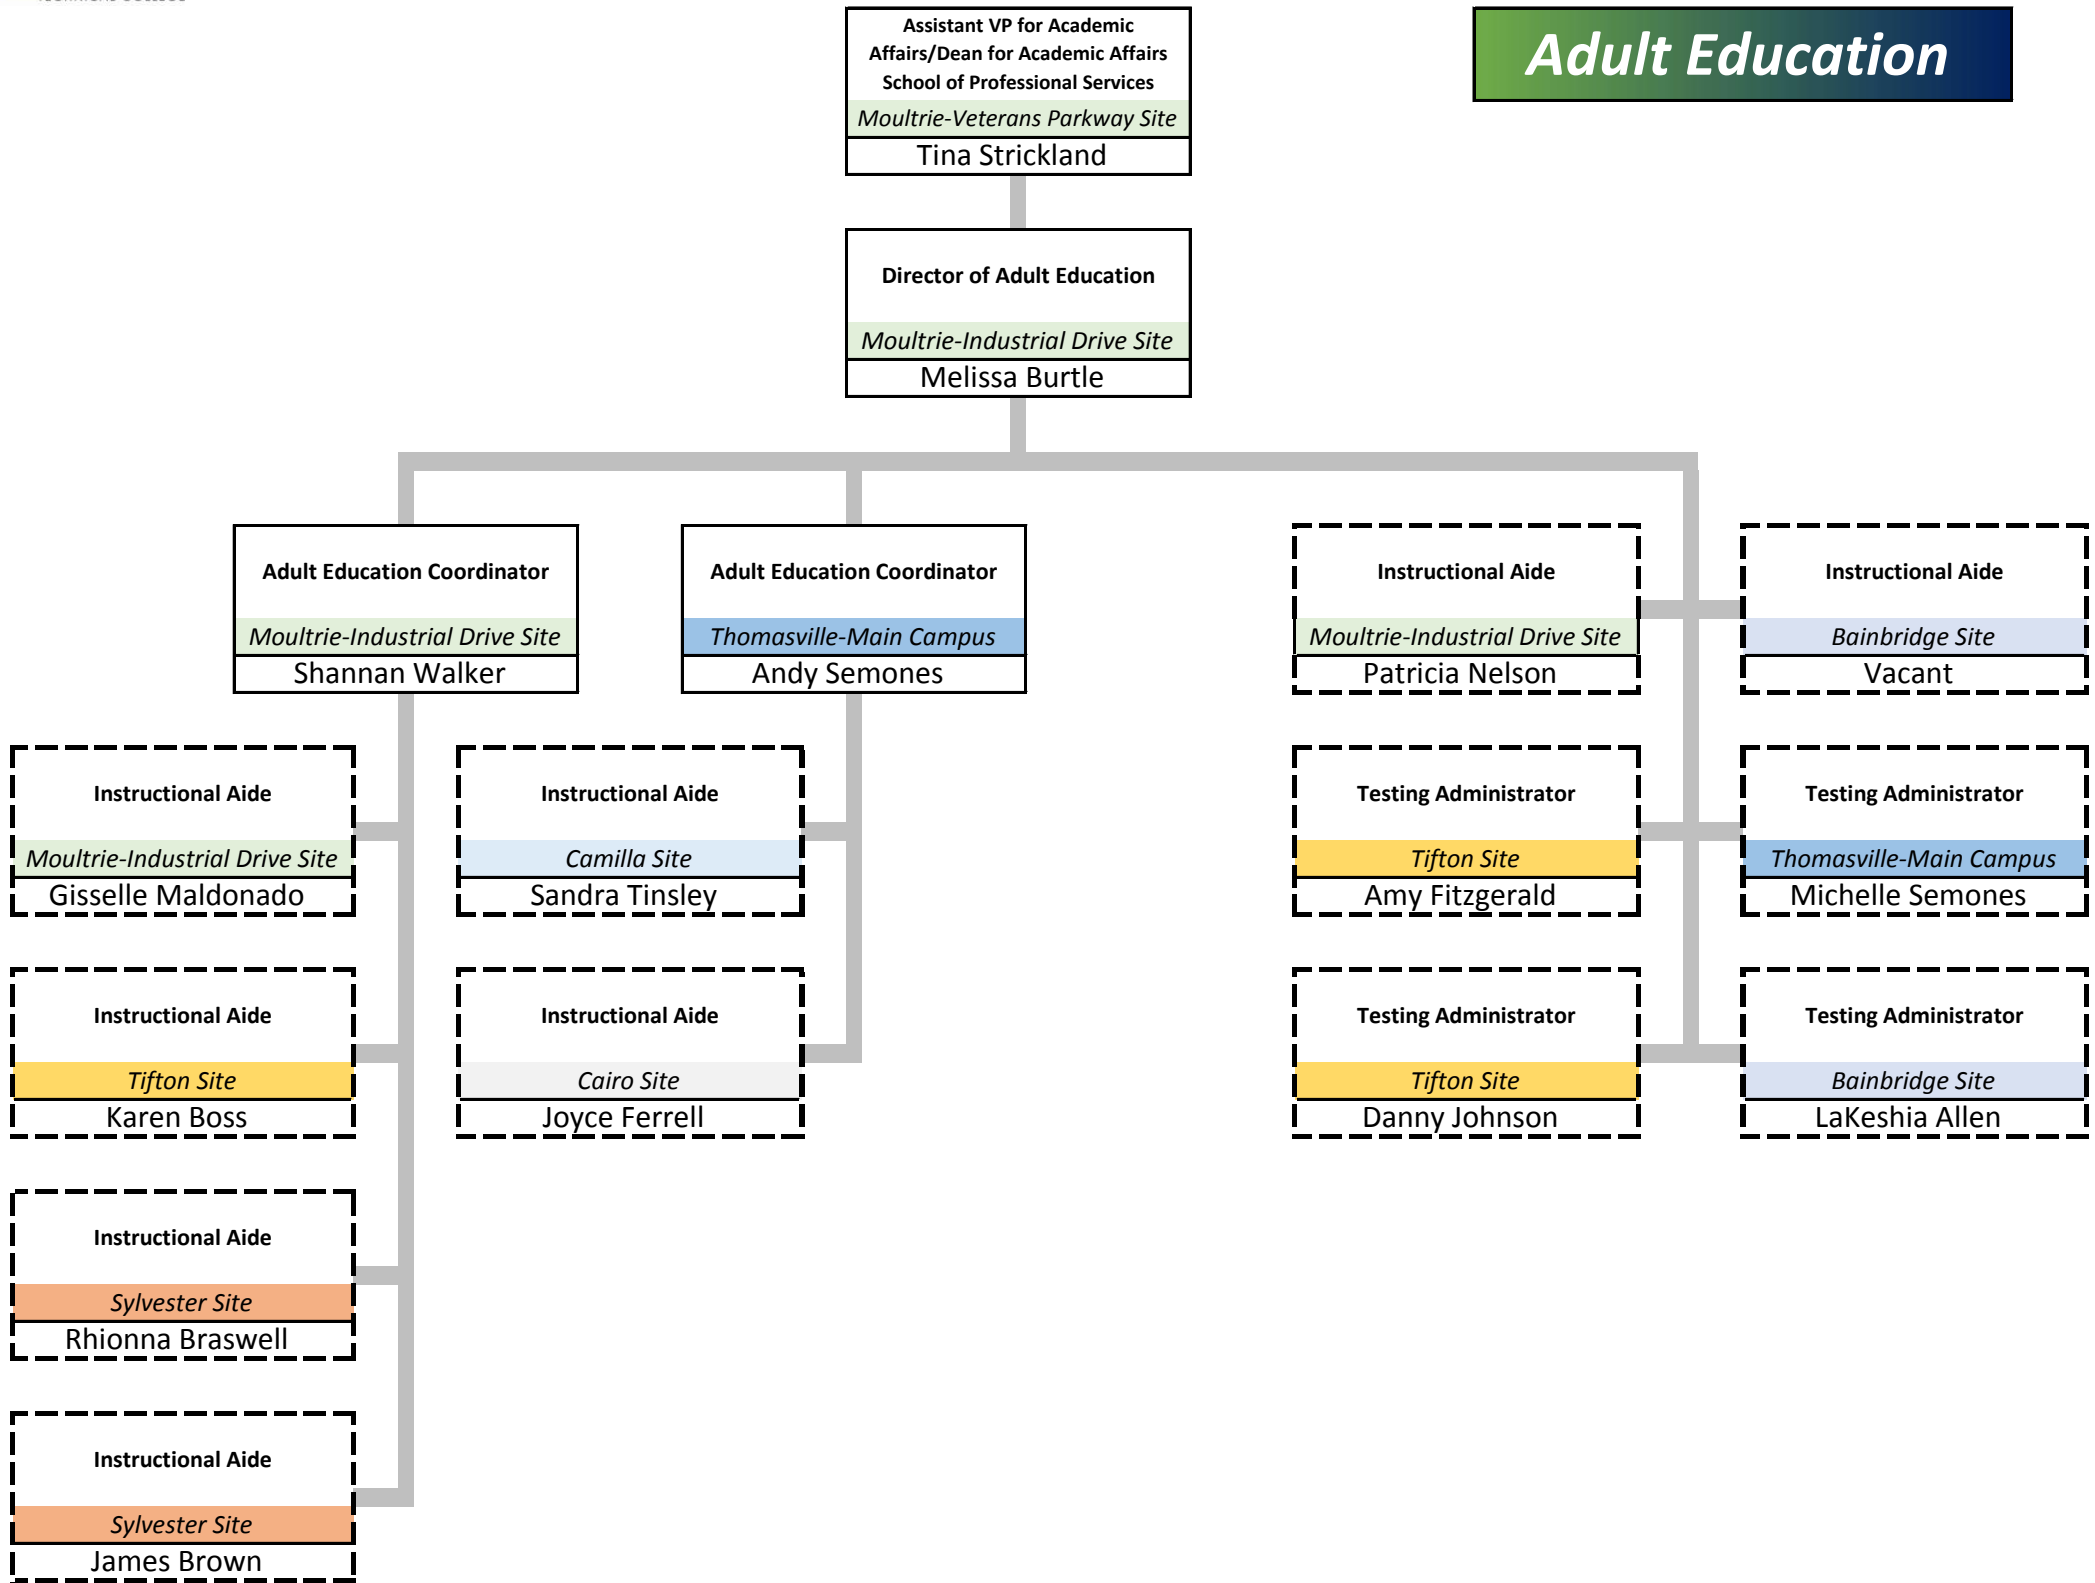 Assistant VP for Academic
Affairs/Dean for Academic Affairs
School of Professional Services
Moultrie-Veterans Parkway Site
Tina Strickland
Adult Education
Director of Adult Education
Moultrie-Industrial Drive Site
Melissa Burtle
Adult Education Coordinator
Moultrie-Industrial Drive Site
Shannan Walker
Adult Education Coordinator
Thomasville-Main Campus
Andy Semones
Instructional Aide
Moultrie-Industrial Drive Site
Patricia Nelson
Instructional Aide
Bainbridge Site
Vacant
Instructional Aide
Moultrie-Industrial Drive Site
Gisselle Maldonado
Instructional Aide
Camilla Site
Sandra Tinsley
Testing Administrator
Tifton Site
Amy Fitzgerald
Testing Administrator
Thomasville-Main Campus
Michelle Semones
Instructional Aide
Tifton Site
Karen Boss
Instructional Aide
Cairo Site
Joyce Ferrell
Testing Administrator
Tifton Site
Danny Johnson
Testing Administrator
Bainbridge Site
LaKeshia Allen
Instructional Aide
Sylvester Site
Rhionna Braswell
Instructional Aide
Sylvester Site
James Brown